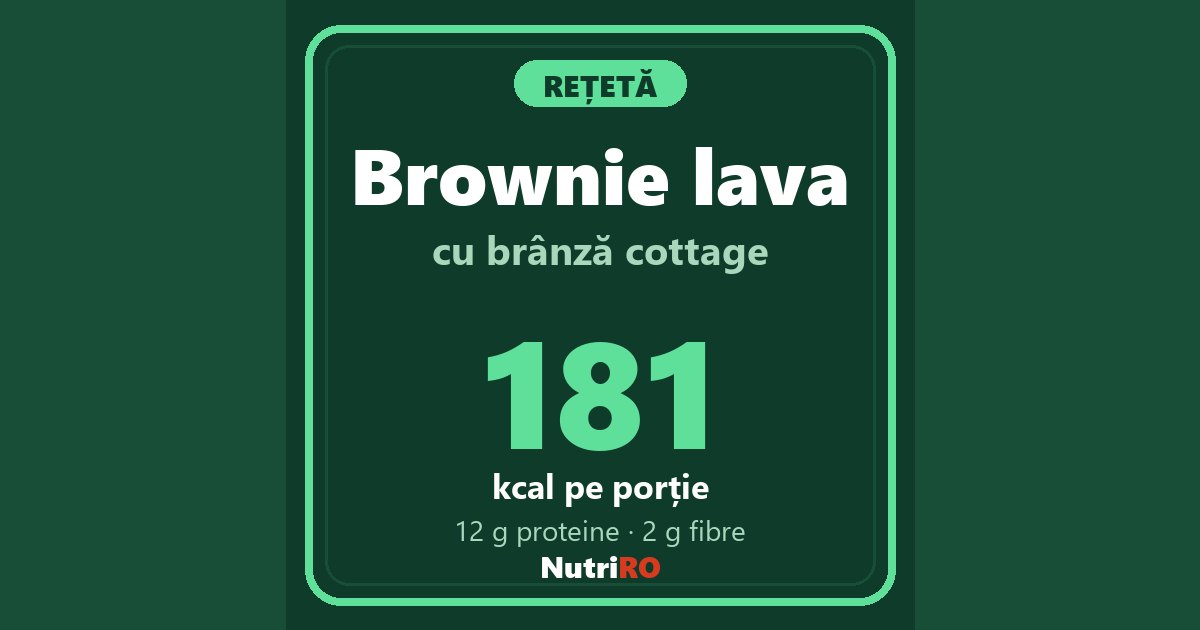 REȚETĂ
Brownie lava
cu brânză cottage
181
kcal pe porție
12 g proteine · 2 g fibre
NutriRO